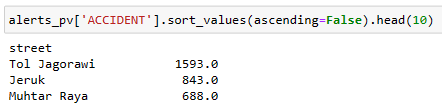 alerts_pv['ACCIDENT'].sort_values(ascending=False).head(10)
street
Tol Jagorawi 1593.0
Jeruk 843.0
Muhtar Raya 688.0